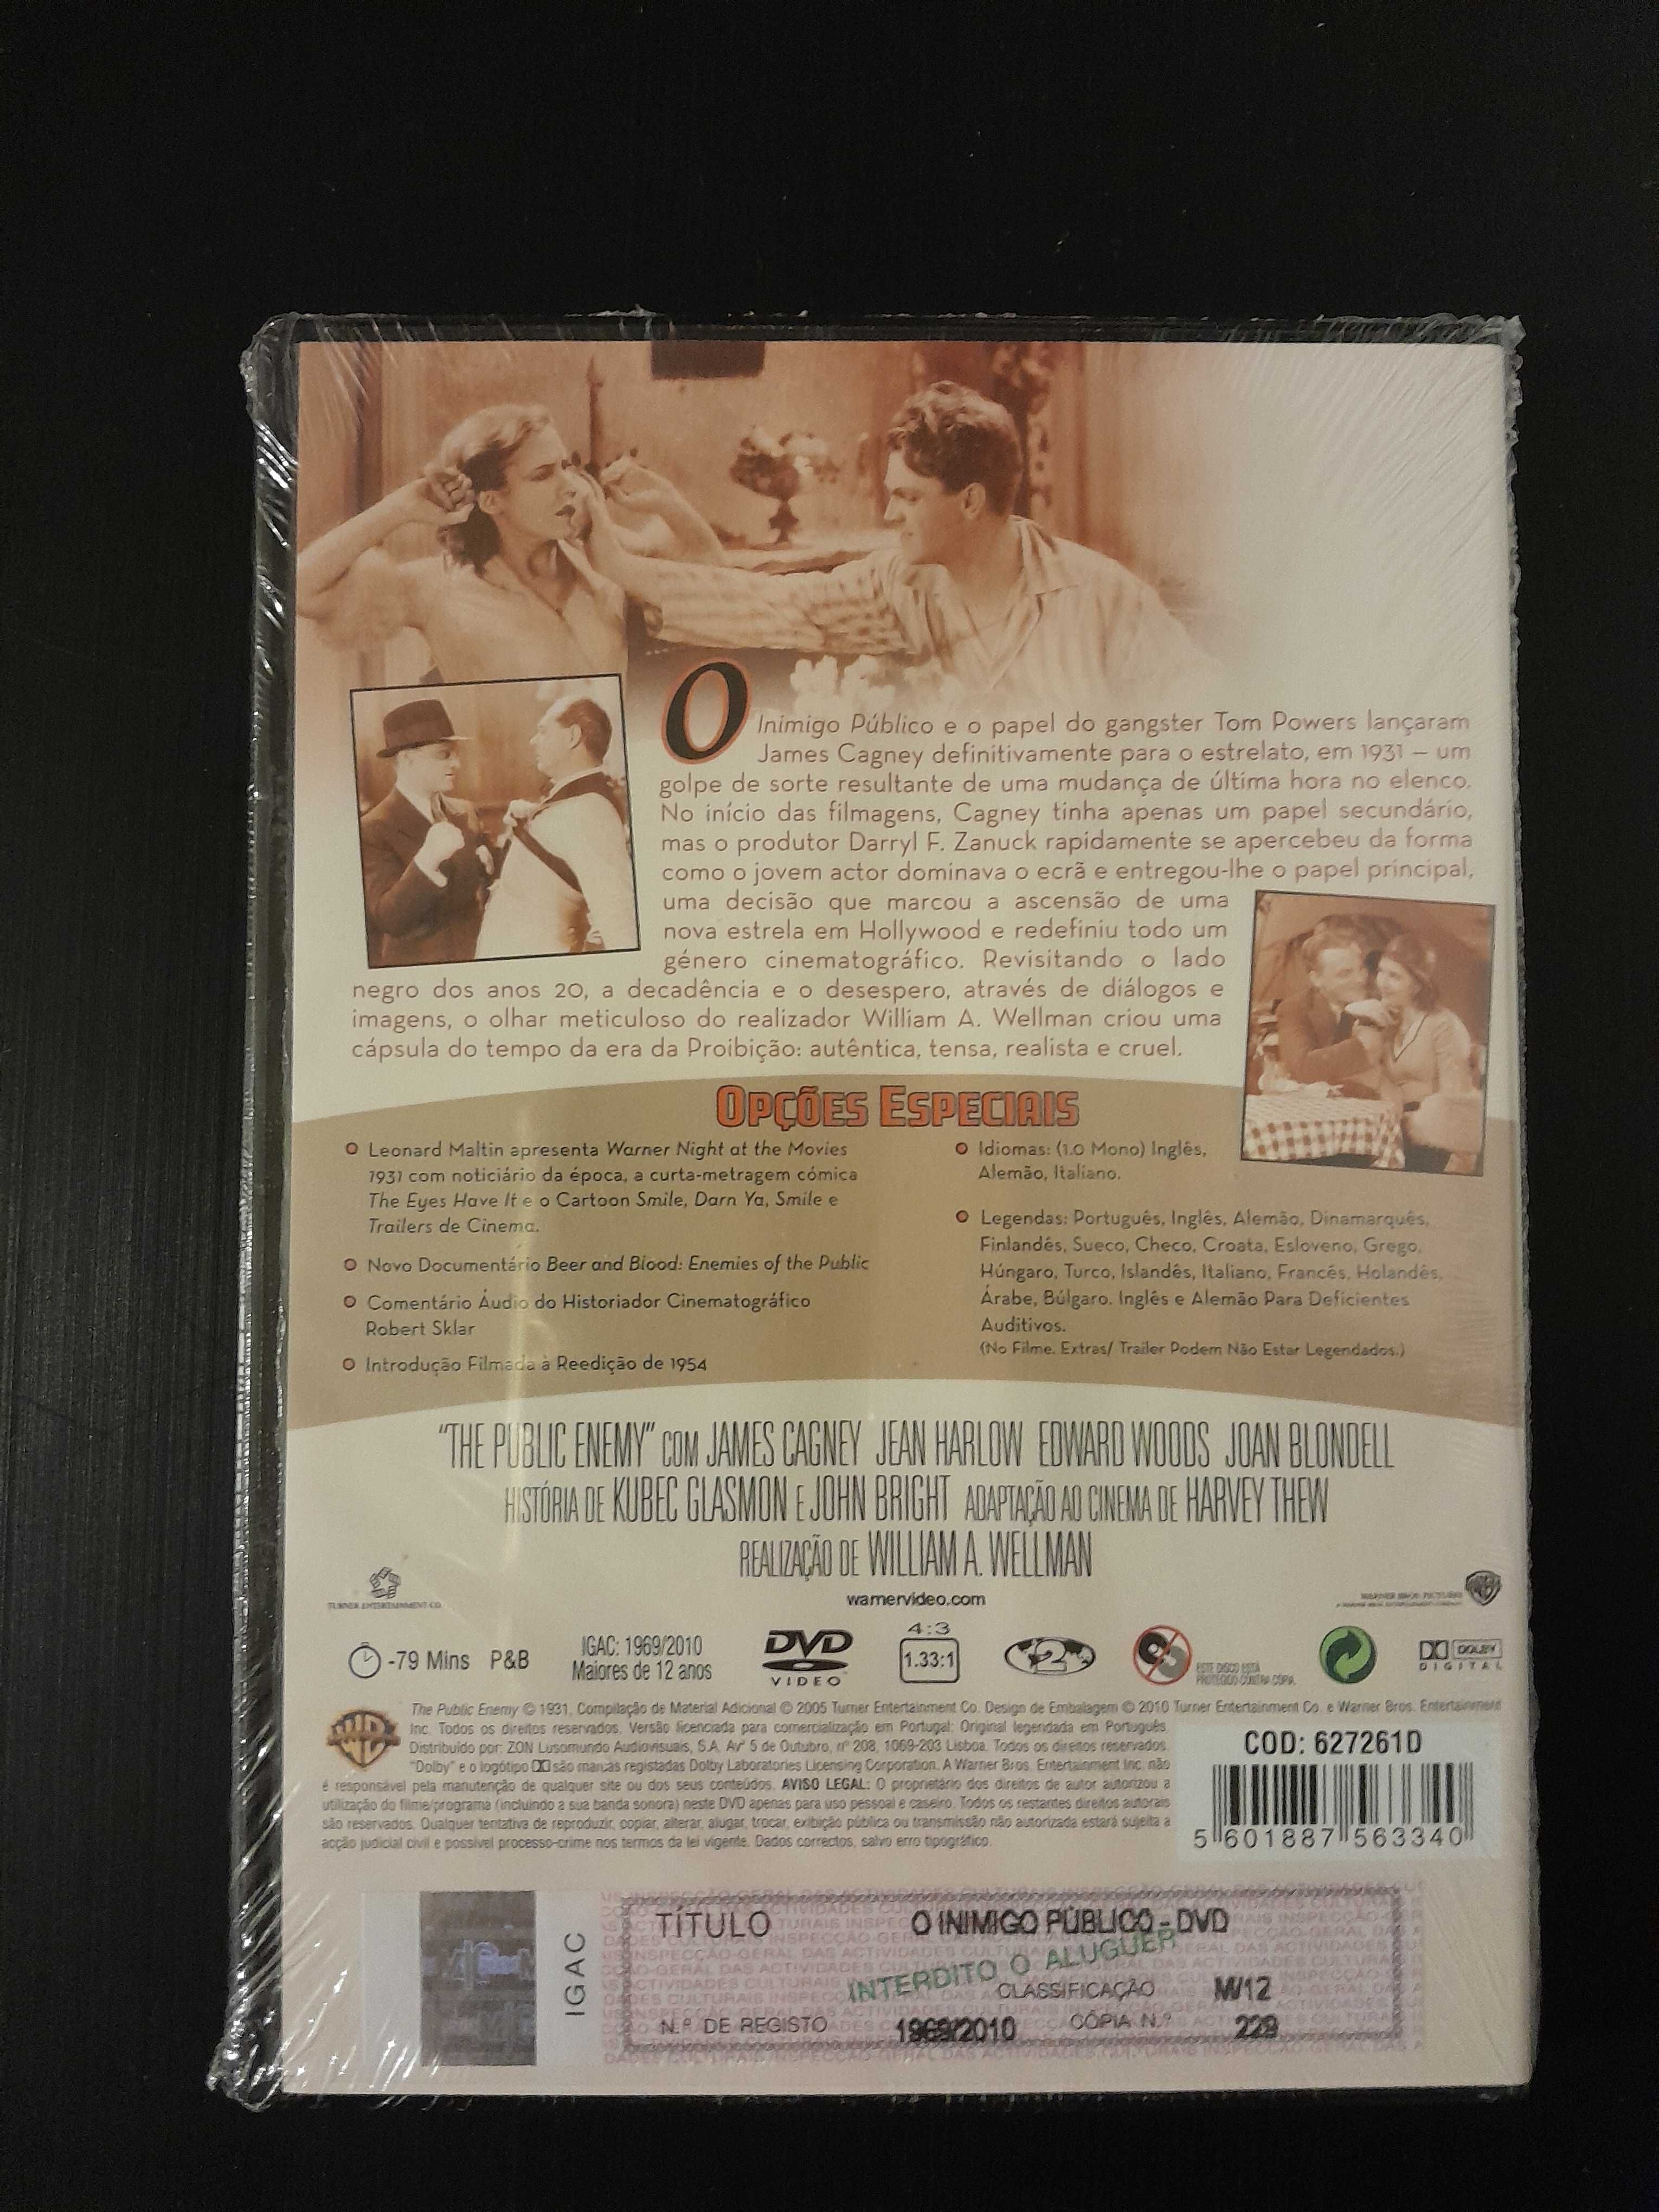 O Inimigo Público e o papel do gangster Tom Powers lançaram
James Cagney definitivamente para o estrelato, em 1931 – um
golpe de sorte resultante de uma mudança de última hora no elenco.
No início das filmagens, Cagney tinha apenas um papel secundário,
mas o produtor Darryl F. Zanuck rapidamente se apercebeu da forma
como o jovem actor dominava o ecrã e entregou-lhe o papel principal,
uma decisão que marcou a ascensão de uma
nova estrela em Hollywood e redefiniu todo um
género cinematográfico. Revisitando o lado
negro dos anos 20, a decadência e o desespero, através de diálogos e
imagens, o olhar meticuloso do realizador William A. Wellman criou uma
cápsula do tempo da era da Proibição: autêntica, tensa, realista e cruel.
OPÇÕES ESPECIAIS
Leonard Maltin apresenta Warner Night at the Movies
1931 com noticiário da época, a curta-metragem cómica
The Eyes Have It e o Cartoon Smile, Darn Ya, Smile e
Trailers de Cinema.
Novo Documentário Beer and Blood: Enemies of the Public
Comentário Áudio do Historiador Cinematográfico
Robert Sklar
Introdução Filmada à Reedição de 1954
Idiomas: (1.0 Mono) Inglês,
Alemão, Italiano.
Legendas: Português, Inglês, Alemão, Dinamarquês,
Finlandês, Sueco, Checo, Croata, Esloveno, Grego,
Húngaro, Turco, Islandês, Italiano, Francês, Holandês,
Árabe, Búlgaro. Inglês e Alemão Para Deficientes
Auditivos.
(No Filme. Extras/ Trailer Podem Não Estar Legendados.)
"THE PUBLIC ENEMY" COM JAMES CAGNEY JEAN HARLOW EDWARD WOODS JOAN BLONDELL
HISTÓRIA DE KUBEC GLASMON E JOHN BRIGHT ADAPTAÇÃO AO CINEMA DE HARVEY THEW
REALIZAÇÃO DE WILLIAM A. WELLMAN
warnervideo.com
TURNER ENTERTAINMENT CO.
WARNER BROS. PICTURES
-79 Mins P&B
IGAC: 1969/2010
Maiores de 12 anos
DVD
VIDEO
4:3
1.33:1
2
ESTE DISCO ESTÁ
PROTEGIDO CONTRA CÓPIA.
DOLBY
DIGITAL
The Public Enemy © 1931, Compilação de Material Adicional © 2005 Turner Entertainment Co. Design de Embalagem © 2010 Turner Entertainment Co. e Warner Bros. Entertainment
Inc. Todos os direitos reservados. Versão licenciada para comercialização em Portugal: Original legendada em Português.
Distribuído por: ZON Lusomundo Audiovisuais, S.A. Avª 5 de Outubro, nº 208, 1069-203 Lisboa. Todos os direitos reservados.
"Dolby" e o logótipo são marcas registadas Dolby Laboratories Licensing Corporation. A Warner Bros. Entertainment Inc. não
é responsável pela manutenção de qualquer site ou dos seus conteúdos. AVISO LEGAL: O proprietário dos direitos de autor autorizou a
utilização do filme/programa (incluindo a sua banda sonora) neste DVD apenas para uso pessoal e caseiro. Todos os restantes direitos autorais
são reservados. Qualquer tentativa de reproduzir, copiar, alterar, alugar, trocar, exibição pública ou transmissão não autorizada estará sujeita a
acção judicial civil e possível processo-crime nos termos da lei vigente. Dados correctos, salvo erro tipográfico.
COD: 627261D
5 601887 563340
IGAC
TÍTULO O INIMIGO PÚBLICO - DVD
INTERDITO O ALUGUER
CLASSIFICAÇÃO M/12
N.º DE REGISTO 1969/2010 CÓPIA N.º 229